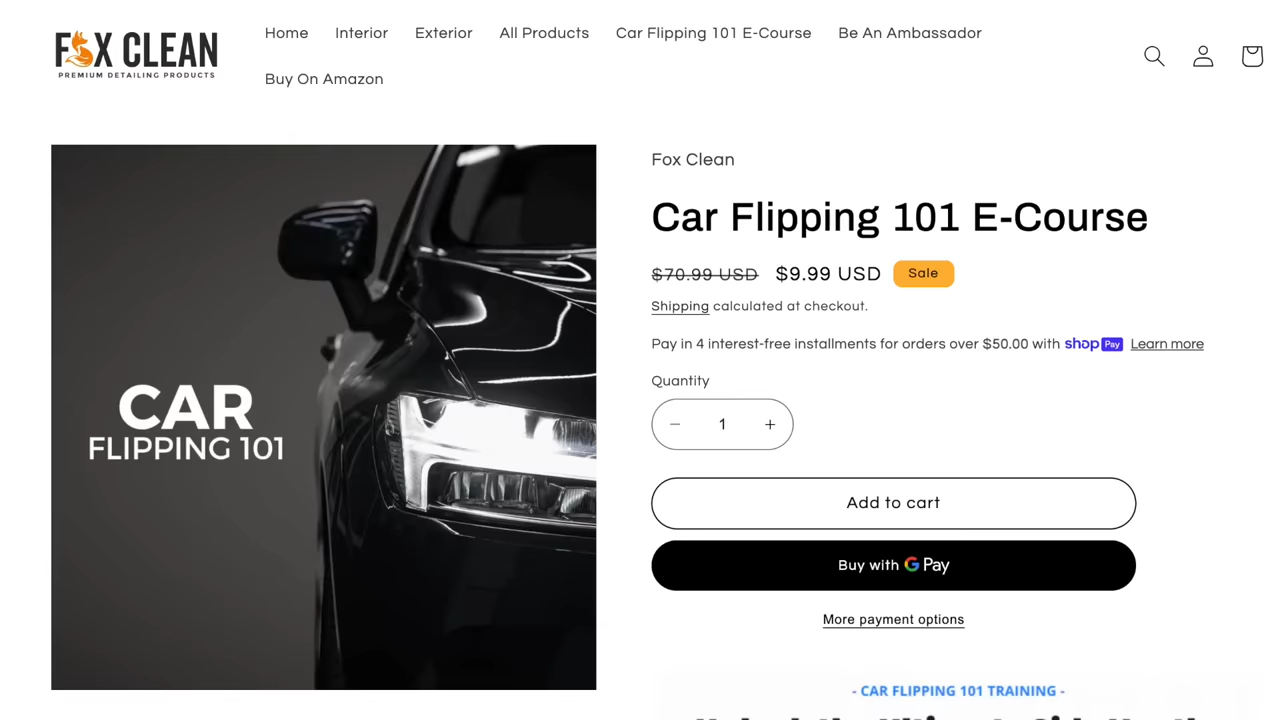 FOX CLEAN
PREMIUM DETAILING PRODUCTS
Home Interior Exterior All Products Car Flipping 101 E-Course Be An Ambassador
Buy On Amazon
CAR
FLIPPING 101
Fox Clean
Car Flipping 101 E-Course
$70.99 USD $9.99 USD Sale
Shipping calculated at checkout.
Pay in 4 interest-free installments for orders over $50.00 with shop Pay Learn more
Quantity
− 1 +
Add to cart
Buy with G Pay
More payment options
- CAR FLIPPING 101 TRAINING -